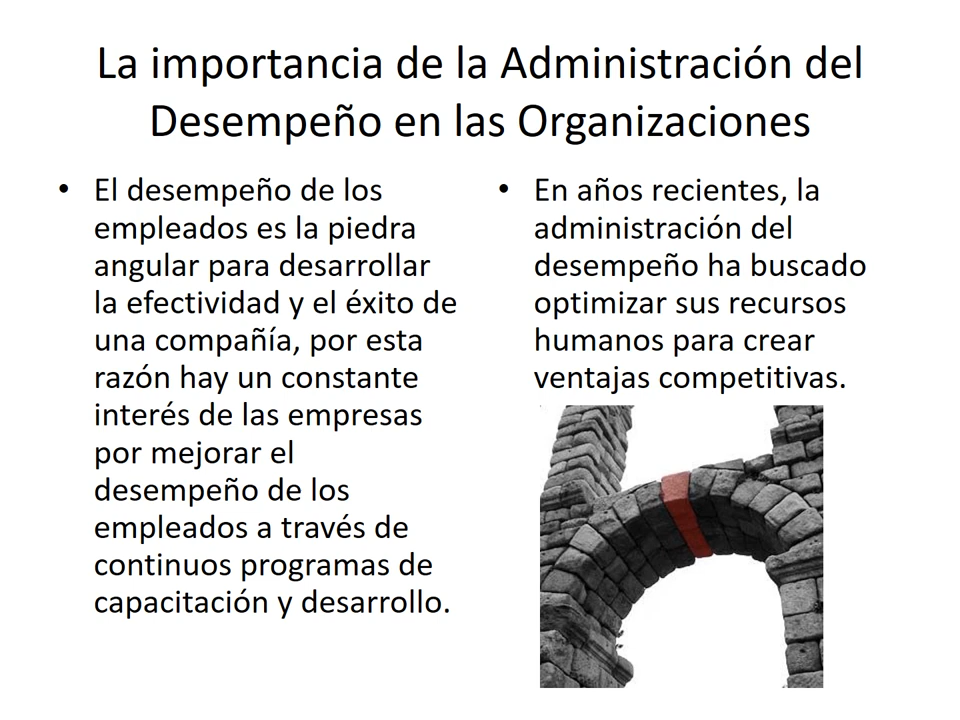 La importancia de la Administración del
Desempeño en las Organizaciones
• El desempeño de los
empleados es la piedra
angular para desarrollar
la efectividad y el éxito de
una compañía, por esta
razón hay un constante
interés de las empresas
por mejorar el
desempeño de los
empleados a través de
continuos programas de
capacitación y desarrollo.
• En años recientes, la
administración del
desempeño ha buscado
optimizar sus recursos
humanos para crear
ventajas competitivas.